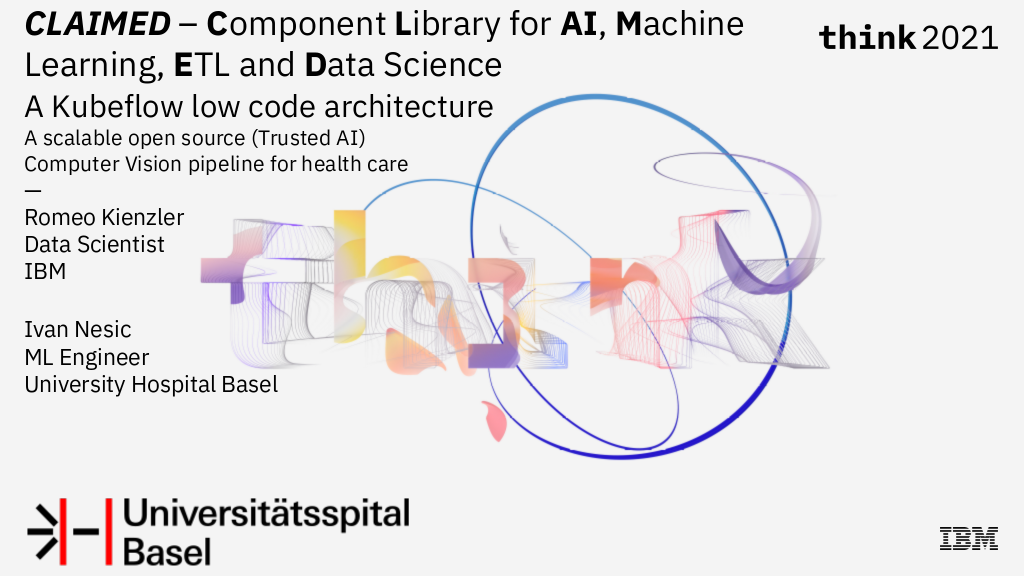 CLAIMED – Component Library for AI, Machine
Learning, ETL and Data Science
A Kubeflow low code architecture
A scalable open source (Trusted AI)
Computer Vision pipeline for health care
—
Romeo Kienzler
Data Scientist
IBM
Ivan Nesic
ML Engineer
University Hospital Basel
think 2021
think
Universitätsspital
Basel
IBM